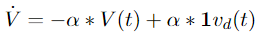 V̇ = −α ∗ V(t) + α ∗ 𝟏v_d(t)